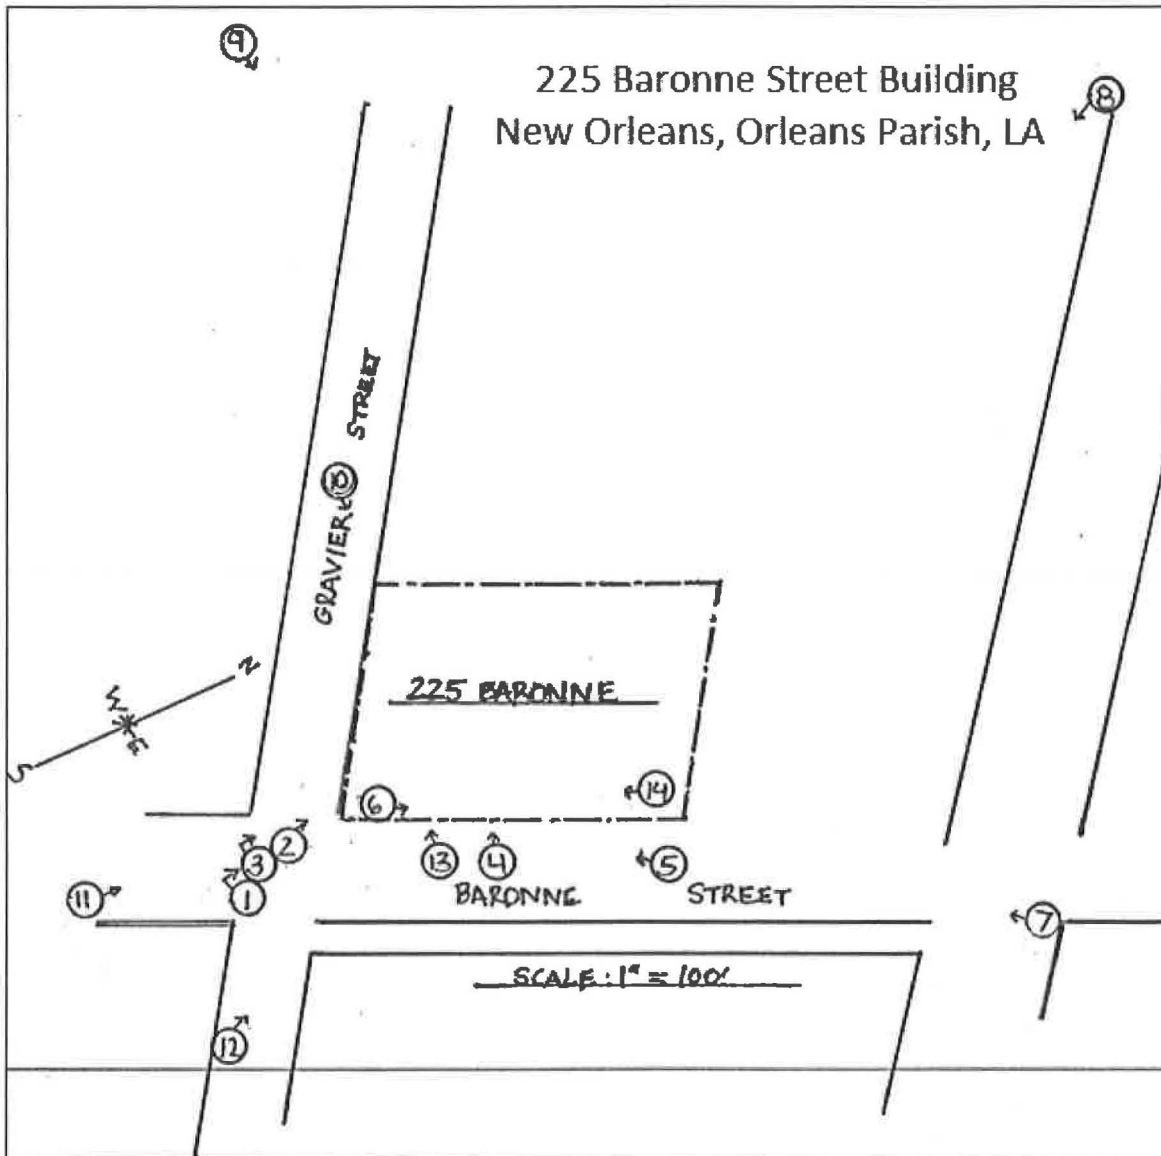 9
225 Baronne Street Building
New Orleans, Orleans Parish, LA
8
GRAVIER STREET
10
N
W
E
S
225 BARONNE
6
14
2
3
13
4
5
11
1
BARONNE STREET
7
SCALE: 1" = 100'
12